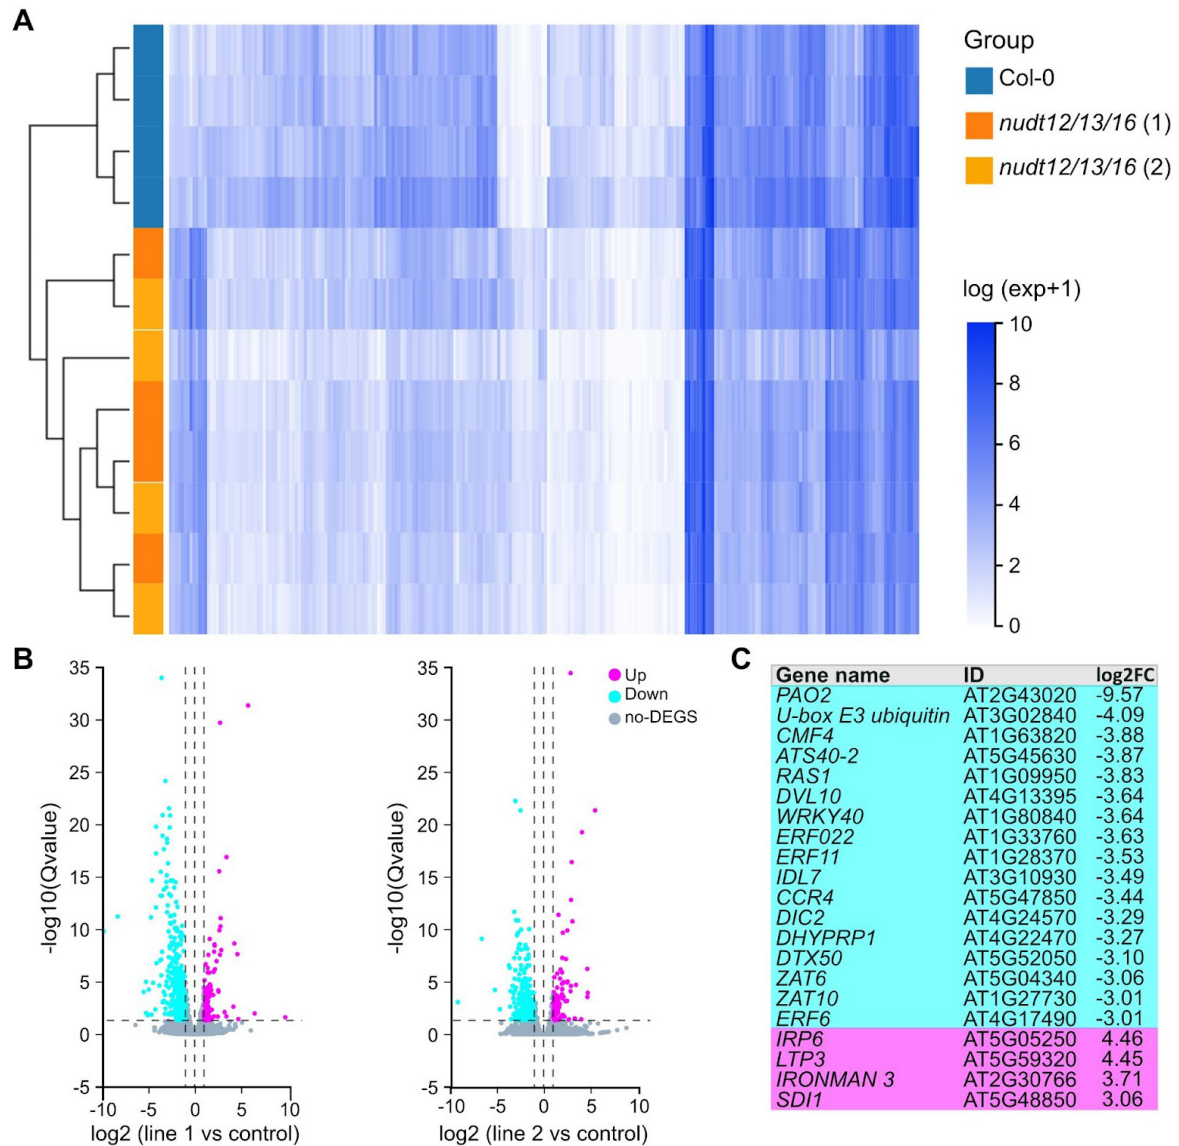 A
Group
Col-0
nudt12/13/16 (1)
nudt12/13/16 (2)
log (exp+1)
10
8
6
4
2
0
B
35
30
25
20
15
10
5
0
-5
-log10(Qvalue)
-10
-5
0
5
10
log2 (line 1 vs control)
35
30
25
20
15
10
5
0
-5
-log10(Qvalue)
-10
-5
0
5
10
log2 (line 2 vs control)
Up
Down
no-DEGS
C
Gene name ID log2FC
PAO2 AT2G43020 -9.57
U-box E3 ubiquitin AT3G02840 -4.09
CMF4 AT1G63820 -3.88
ATS40-2 AT5G45630 -3.87
RAS1 AT1G09950 -3.83
DVL10 AT4G13395 -3.64
WRKY40 AT1G80840 -3.64
ERF022 AT1G33760 -3.63
ERF11 AT1G28370 -3.53
IDL7 AT3G10930 -3.49
CCR4 AT5G47850 -3.44
DIC2 AT4G24570 -3.29
DHYPRP1 AT4G22470 -3.27
DTX50 AT5G52050 -3.10
ZAT6 AT5G04340 -3.06
ZAT10 AT1G27730 -3.01
ERF6 AT4G17490 -3.01
IRP6 AT5G05250 4.46
LTP3 AT5G59320 4.45
IRONMAN 3 AT2G30766 3.71
SDI1 AT5G48850 3.06